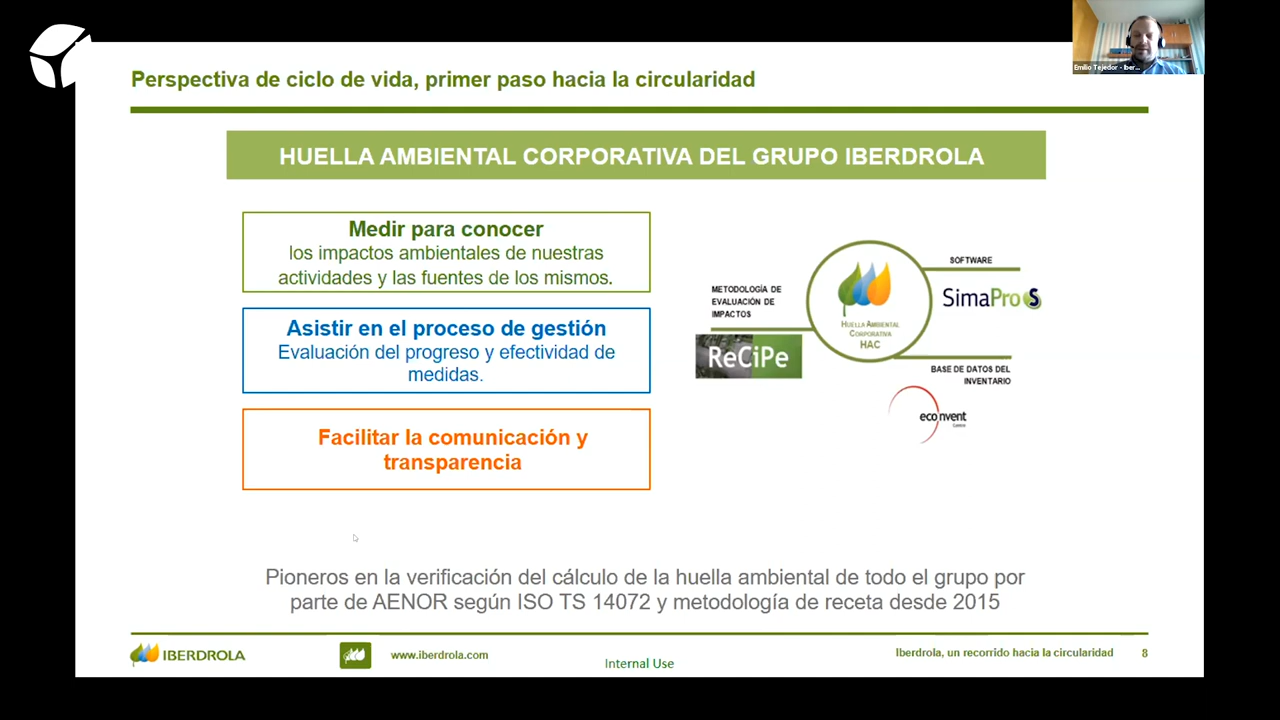 Perspectiva de ciclo de vida, primer paso hacia la circularidad
Emilio Tejedor - Iber...
HUELLA AMBIENTAL CORPORATIVA DEL GRUPO IBERDROLA
Medir para conocer
los impactos ambientales de nuestras
actividades y las fuentes de los mismos.
Asistir en el proceso de gestión
Evaluación del progreso y efectividad de
medidas.
Facilitar la comunicación y
transparencia
METODOLOGÍA DE
EVALUACIÓN DE
IMPACTOS
ReCiPe
HUELLA AMBIENTAL
CORPORATIVA
HAC
SOFTWARE
SimaPro
BASE DE DATOS DEL
INVENTARIO
ecoinvent
Pioneros en la verificación del cálculo de la huella ambiental de todo el grupo por
parte de AENOR según ISO TS 14072 y metodología de receta desde 2015
IBERDROLA
www.iberdrola.com
Internal Use
Iberdrola, un recorrido hacia la circularidad
8